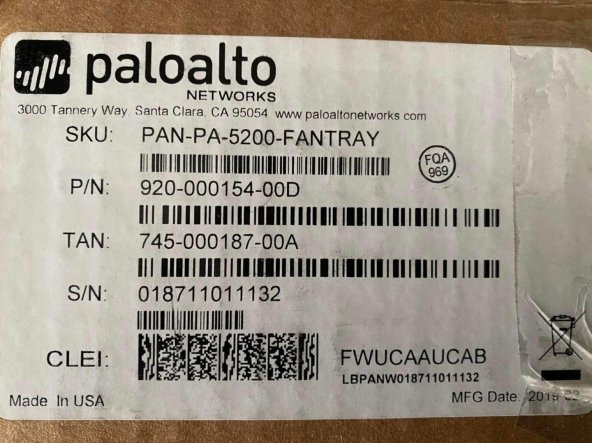 paloalto
NETWORKS
3000 Tannery Way Santa Clara, CA 95054 www.paloaltonetworks.com
SKU: PAN-PA-5200-FANTRAY
FQA
969
P/N: 920-000154-00D
TAN: 745-000187-00A
S/N: 018711011132
CLEI: FWUCAAUCAB
LBPANW018711011132
Made In USA MFG Date: